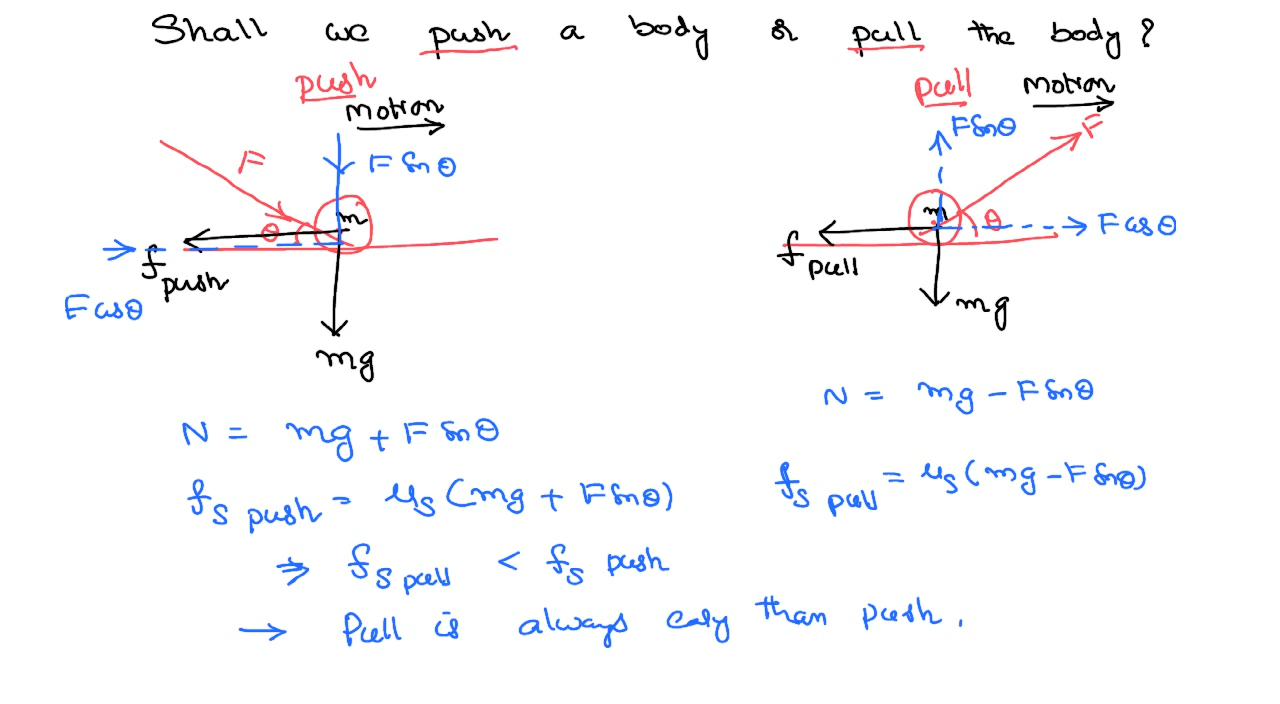 Shall we push a body or pull the body?
push
motion
F
F sinθ
m
θ
f push
F cosθ
mg
N = mg + F sinθ
fs push = μs (mg + F sinθ)
⇒ fs pull < fs push
→ Pull is always easy than push.
pull
motion
F sinθ
F
m
θ
F cosθ
f pull
mg
N = mg - F sinθ
fs pull = μs (mg - F sinθ)